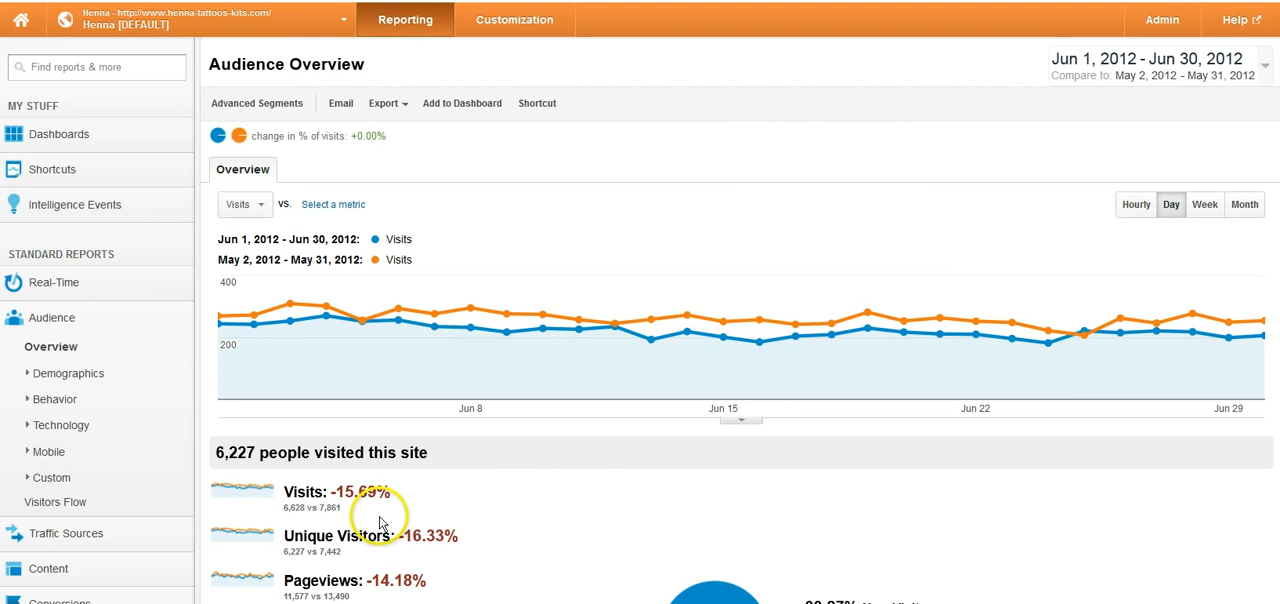 Henna - http://www.henna-tattoos-kits.com/
Henna [DEFAULT]
Reporting
Customization
Admin
Help
Find reports & more
MY STUFF
Dashboards
Shortcuts
Intelligence Events
STANDARD REPORTS
Real-Time
Audience
Overview
Demographics
Behavior
Technology
Mobile
Custom
Visitors Flow
Traffic Sources
Content
Conversions
Audience Overview
Jun 1, 2012 - Jun 30, 2012
Compare to: May 2, 2012 - May 31, 2012
Advanced Segments
Email
Export
Add to Dashboard
Shortcut
change in % of visits: +0.00%
Overview
Visits
VS.
Select a metric
Hourly
Day
Week
Month
Jun 1, 2012 - Jun 30, 2012: Visits
May 2, 2012 - May 31, 2012: Visits
400
200
Jun 8
Jun 15
Jun 22
Jun 29
6,227 people visited this site
Visits: -15.69%
6,628 vs 7,861
Unique Visitors: -16.33%
6,227 vs 7,442
Pageviews: -14.18%
11,577 vs 13,490